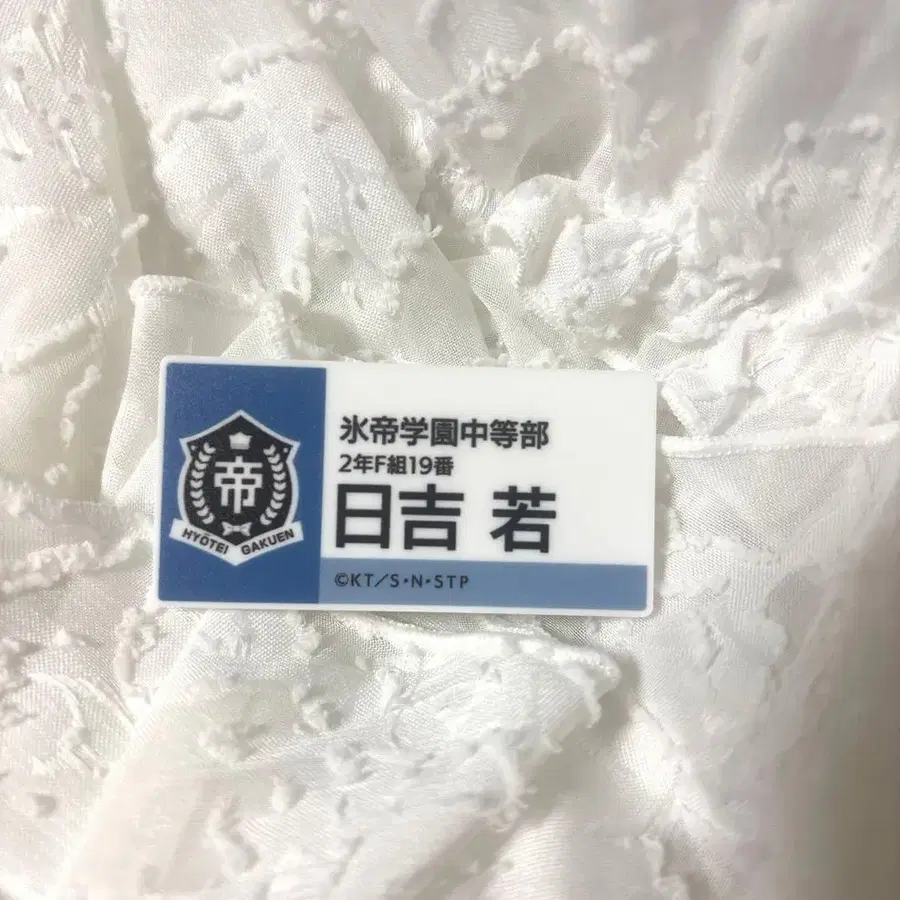 帝
HYŌTEI GAKUEN
氷帝学園中等部
2年F組19番
日吉 若
©KT/S・N・STP